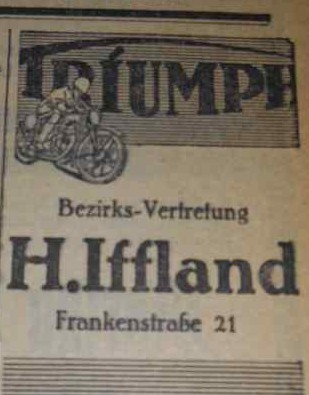 TRIUMPH
Bezirks-Vertretung
H. Iffland
Frankenstraße 21